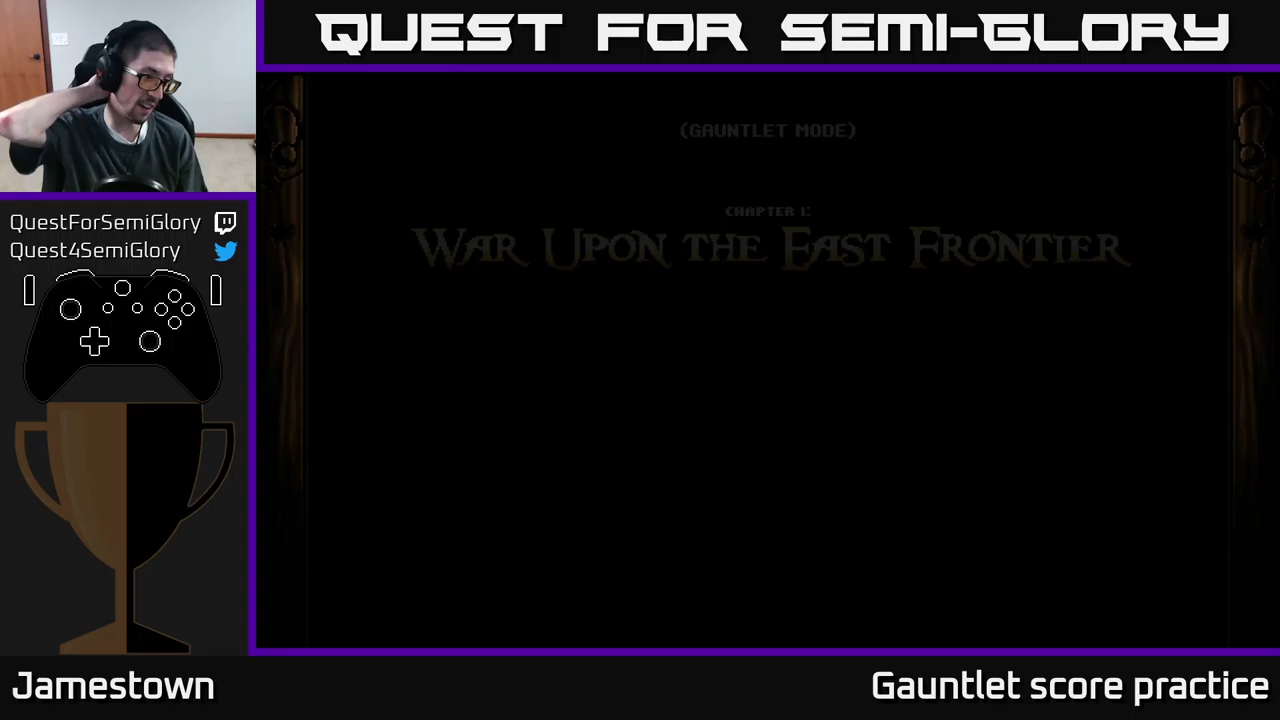 QUEST FOR SEMI-GLORY
QuestForSemiGlory
Quest4SemiGlory
(GAUNTLET MODE)
CHAPTER I:
WAR UPON THE EAST FRONTIER
Jamestown
Gauntlet score practice